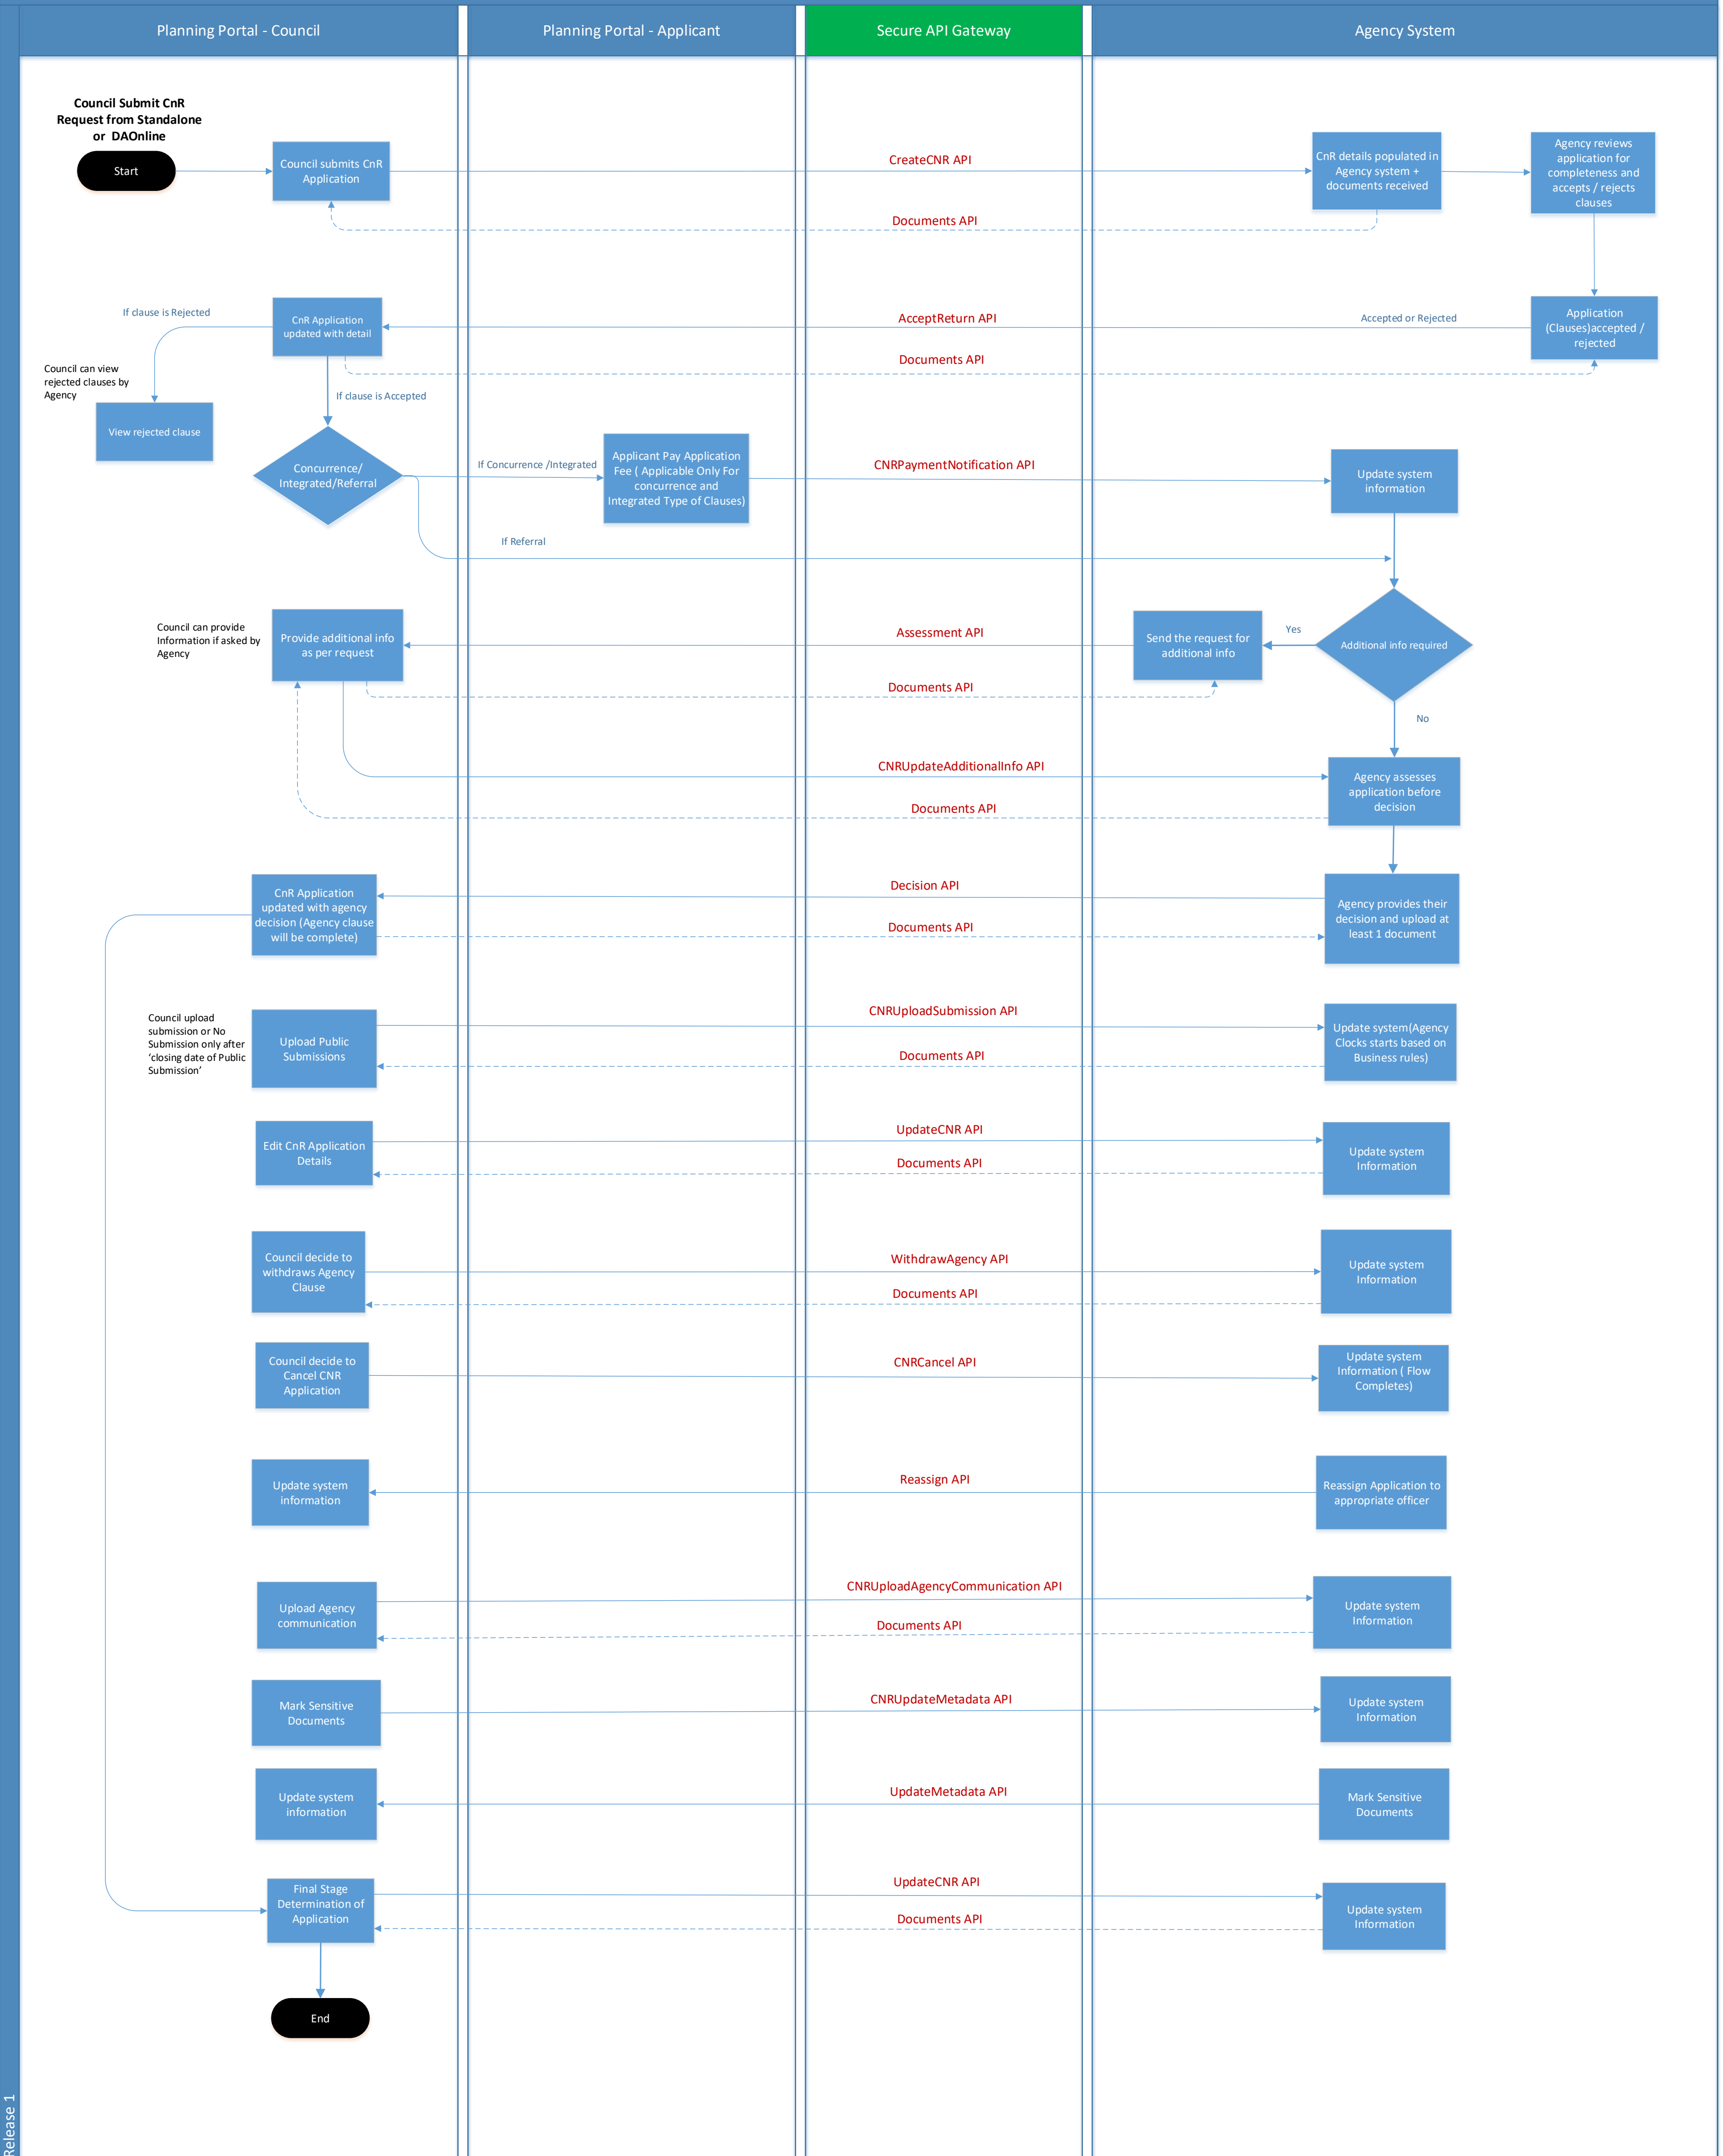 Planning Portal - Council
Planning Portal - Applicant
Secure API Gateway
Agency System
Council Submit CnR
Request from Standalone
or DAOnline
Start
Council submits CnR
Application
CreateCNR API
Documents API
CnR details populated in
Agency system +
documents received
Agency reviews
application for
completeness and
accepts / rejects
clauses
If clause is Rejected
CnR Application
updated with detail
AcceptReturn API
Accepted or Rejected
Application
(Clauses)accepted /
rejected
Documents API
Council can view
rejected clauses by
Agency
If clause is Accepted
View rejected clause
Concurrence/
Integrated/Referral
If Concurrence /Integrated
Applicant Pay Application
Fee ( Applicable Only For
concurrence and
Integrated Type of Clauses)
CNRPaymentNotification API
Update system
information
If Referral
Council can provide
Information if asked by
Agency
Provide additional info
as per request
Assessment API
Send the request for
additional info
Yes
Additional info required
Documents API
No
CNRUpdateAdditionalInfo API
Agency assesses
application before
decision
Documents API
CnR Application
updated with agency
decision (Agency clause
will be complete)
Decision API
Documents API
Agency provides their
decision and upload at
least 1 document
Council upload
submission or No
Submission only after
‘closing date of Public
Submission’
Upload Public
Submissions
CNRUploadSubmission API
Documents API
Update system(Agency
Clocks starts based on
Business rules)
Edit CnR Application
Details
UpdateCNR API
Documents API
Update system
Information
Council decide to
withdraws Agency
Clause
WithdrawAgency API
Documents API
Update system
Information
Council decide to
Cancel CNR
Application
CNRCancel API
Update system
Information ( Flow
Completes)
Update system
information
Reassign API
Reassign Application to
appropriate officer
Upload Agency
communication
CNRUploadAgencyCommunication API
Documents API
Update system
Information
Mark Sensitive
Documents
CNRUpdateMetadata API
Update system
Information
Update system
information
UpdateMetadata API
Mark Sensitive
Documents
Final Stage
Determination of
Application
UpdateCNR API
Documents API
Update system
Information
End
Release 1